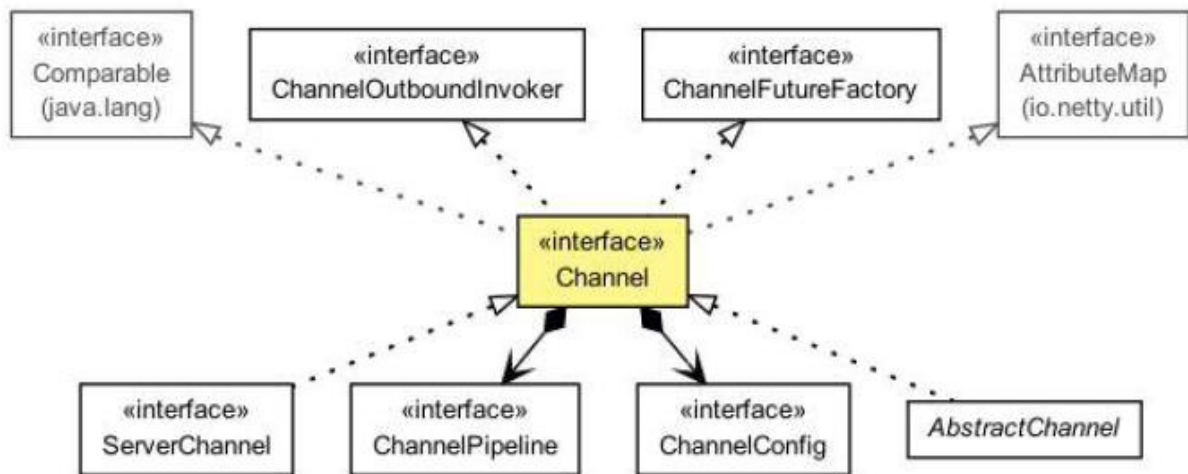 «interface»
Comparable
(java.lang)
«interface»
ChannelOutboundInvoker
«interface»
ChannelFutureFactory
«interface»
AttributeMap
(io.netty.util)
«interface»
Channel
«interface»
ServerChannel
«interface»
ChannelPipeline
«interface»
ChannelConfig
AbstractChannel